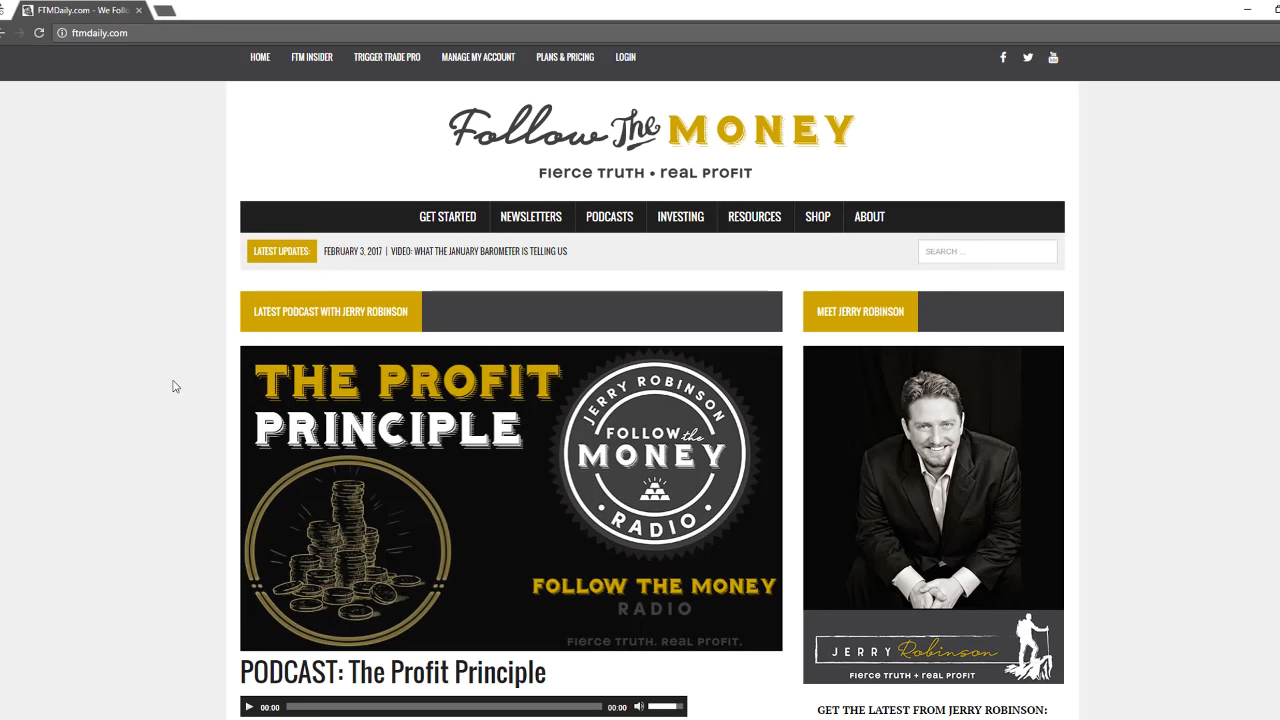 FTMDaily.com - We Follo
ftmdaily.com
HOME FTM INSIDER TRIGGER TRADE PRO MANAGE MY ACCOUNT PLANS & PRICING LOGIN
Follow The MONEY
FIERCE TRUTH • REAL PROFIT
GET STARTED NEWSLETTERS PODCASTS INVESTING RESOURCES SHOP ABOUT
LATEST UPDATES: FEBRUARY 3, 2017 | VIDEO: WHAT THE JANUARY BAROMETER IS TELLING US SEARCH ...
LATEST PODCAST WITH JERRY ROBINSON
THE PROFIT
PRINCIPLE
JERRY ROBINSON
FOLLOW the
MONEY
• RADIO •
FOLLOW THE MONEY
RADIO
FIERCE TRUTH. REAL PROFIT.
PODCAST: The Profit Principle
00:00 00:00
MEET JERRY ROBINSON
JERRY Robinson
FIERCE TRUTH + REAL PROFIT
GET THE LATEST FROM JERRY ROBINSON: